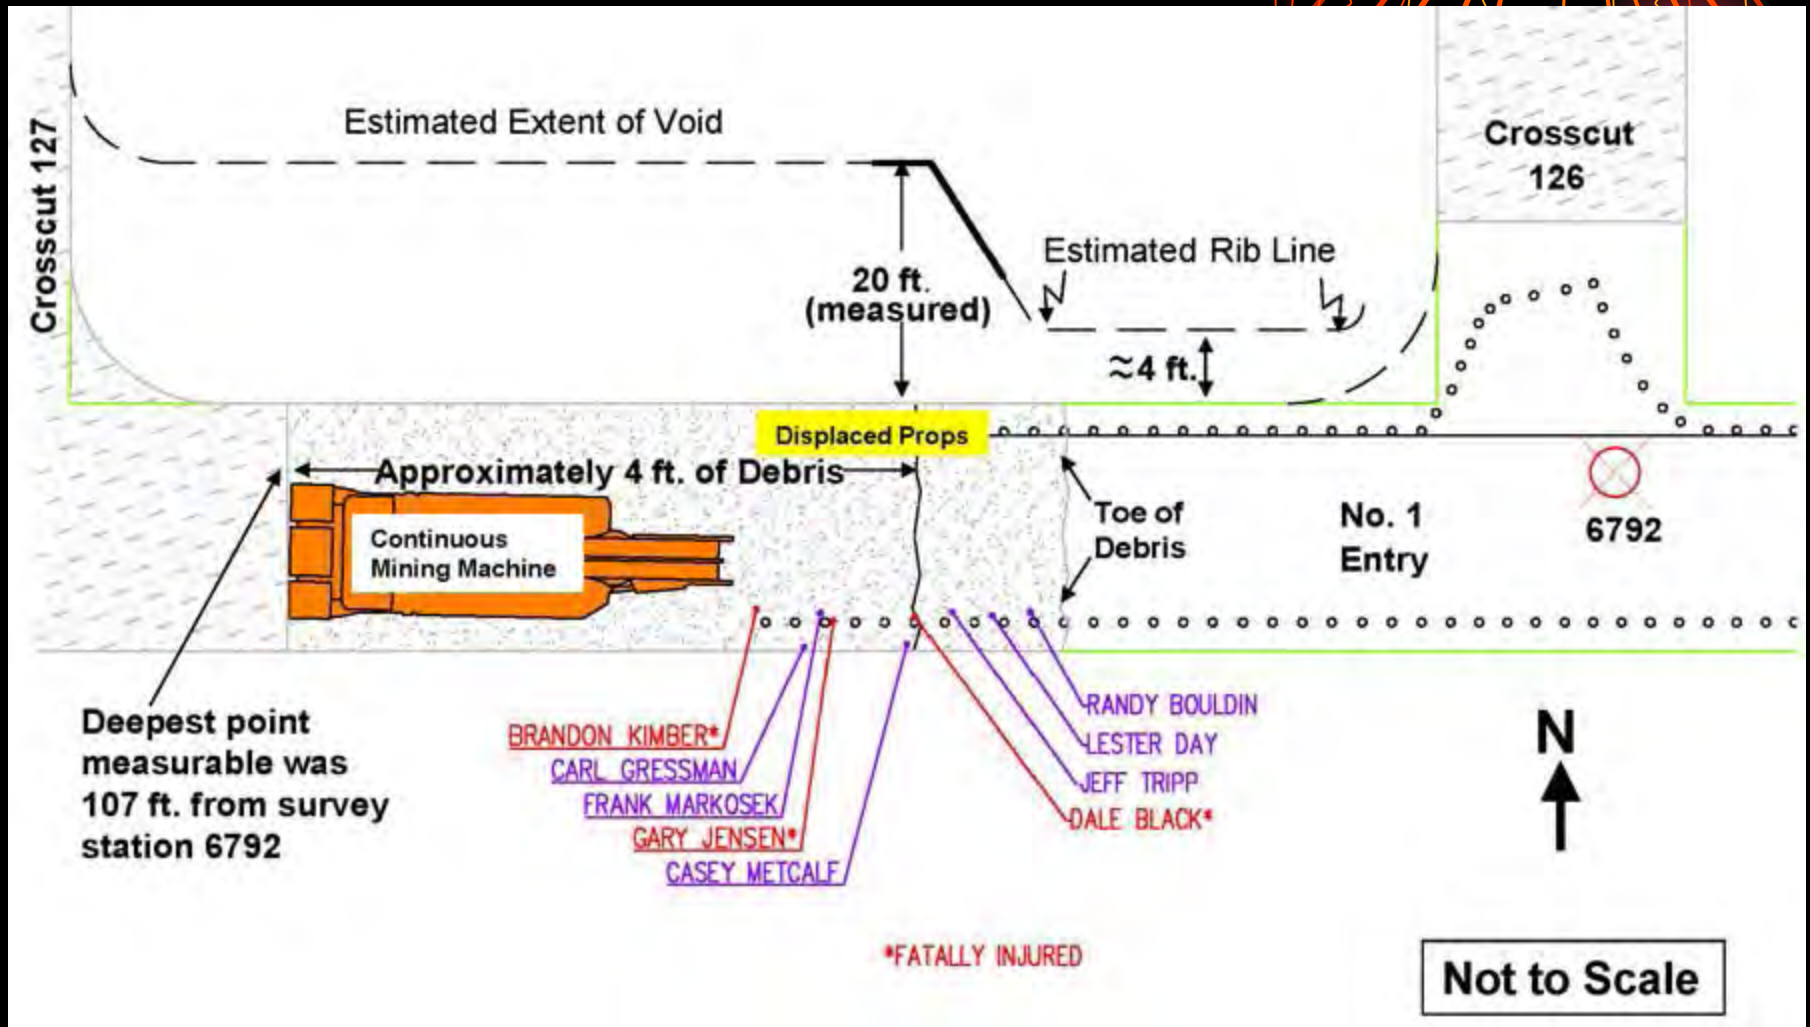 Estimated Extent of Void
Crosscut 127
Crosscut
126
Estimated Rib Line
20 ft.
(measured)
≈4 ft.
Displaced Props
Approximately 4 ft. of Debris
Continuous
Mining Machine
Toe of
Debris
No. 1
Entry
6792
Deepest point
measurable was
107 ft. from survey
station 6792
BRANDON KIMBER*
CARL GRESSMAN
FRANK MARKOSEK
GARY JENSEN*
CASEY METCALF
RANDY BOULDIN
LESTER DAY
JEFF TRIPP
DALE BLACK*
N
*FATALLY INJURED
Not to Scale